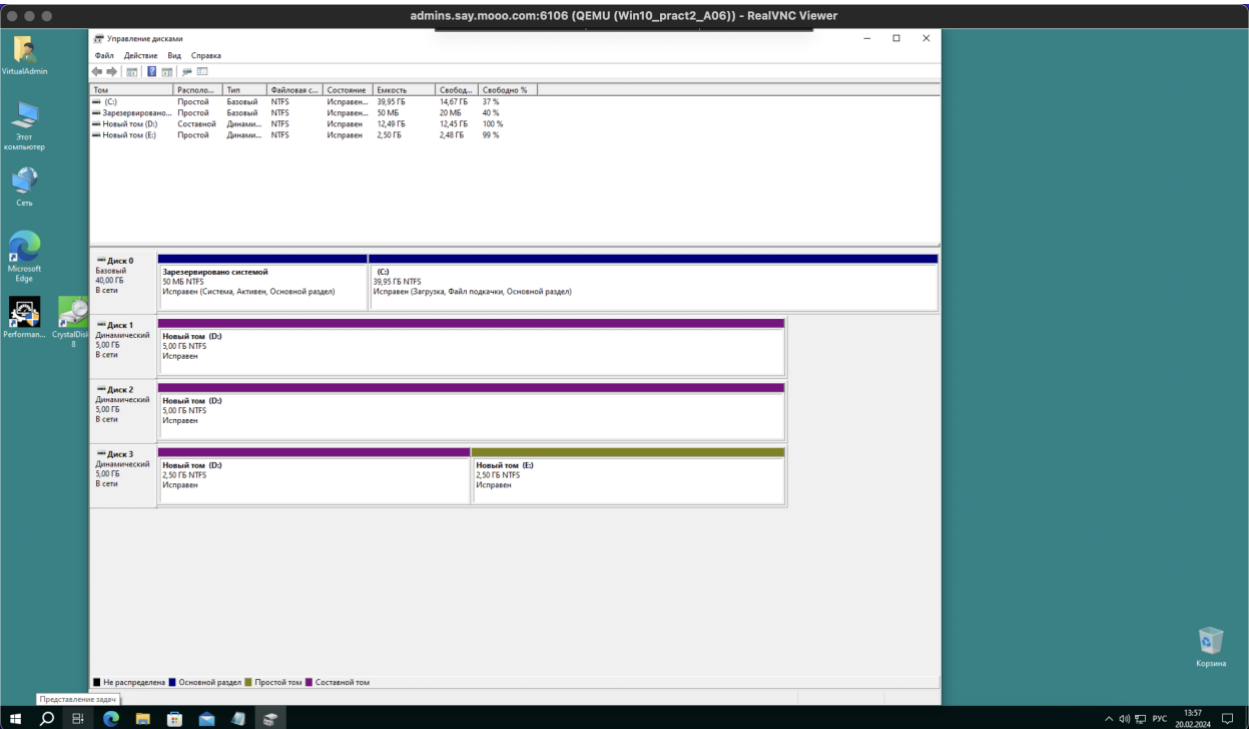 admins.say.mooo.com:6106 (QEMU (Win10_pract2_A06)) - RealVNC Viewer
VirtualAdmin
Этот
компьютер
Сеть
Microsoft
Edge
Performan...
CrystalDis
8
Управление дисками
Файл Действие Вид Справка
Том Располо... Тип Файловая с... Состояние Емкость Свобод... Свободно %
(C:) Простой Базовый NTFS Исправен... 39,95 ГБ 14,67 ГБ 37 %
Зарезервировано... Простой Базовый NTFS Исправен... 50 МБ 20 МБ 40 %
Новый том (D:) Составной Динами... NTFS Исправен 12,49 ГБ 12,45 ГБ 100 %
Новый том (E:) Простой Динами... NTFS Исправен 2,50 ГБ 2,48 ГБ 99 %
Диск 0
Базовый
40,00 ГБ
В сети
Зарезервировано системой
50 МБ NTFS
Исправен (Система, Активен, Основной раздел)
(C:)
39,95 ГБ NTFS
Исправен (Загрузка, Файл подкачки, Основной раздел)
Диск 1
Динамический
5,00 ГБ
В сети
Новый том (D:)
5,00 ГБ NTFS
Исправен
Диск 2
Динамический
5,00 ГБ
В сети
Новый том (D:)
5,00 ГБ NTFS
Исправен
Диск 3
Динамический
5,00 ГБ
В сети
Новый том (D:)
2,50 ГБ NTFS
Исправен
Новый том (E:)
2,50 ГБ NTFS
Исправен
Не распределена Основной раздел Простой том Составной том
Корзина
Представление задач
РУС
13:57
20.02.2024